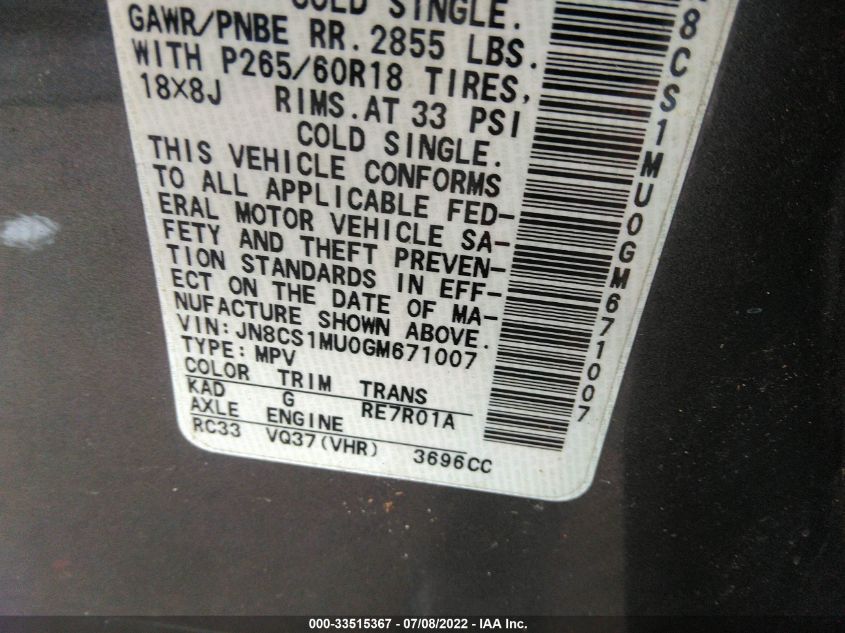 COLD SINGLE.
GAWR/PNBE RR. 2855 LBS.
WITH P265/60R18 TIRES,
18X8J RIMS.AT 33 PSI
COLD SINGLE.
THIS VEHICLE CONFORMS
TO ALL APPLICABLE FED-
ERAL MOTOR VEHICLE SA-
FETY AND THEFT PREVEN-
TION STANDARDS IN EFF-
ECT ON THE DATE OF MA-
NUFACTURE SHOWN ABOVE.
VIN: JN8CS1MU0GM671007
TYPE: MPV
COLOR TRIM TRANS
KAD G RE7R01A
AXLE ENGINE
RC33 VQ37(VHR) 3696CC
8CS1MU0GM671007
000-33515367 - 07/08/2022 - IAA Inc.